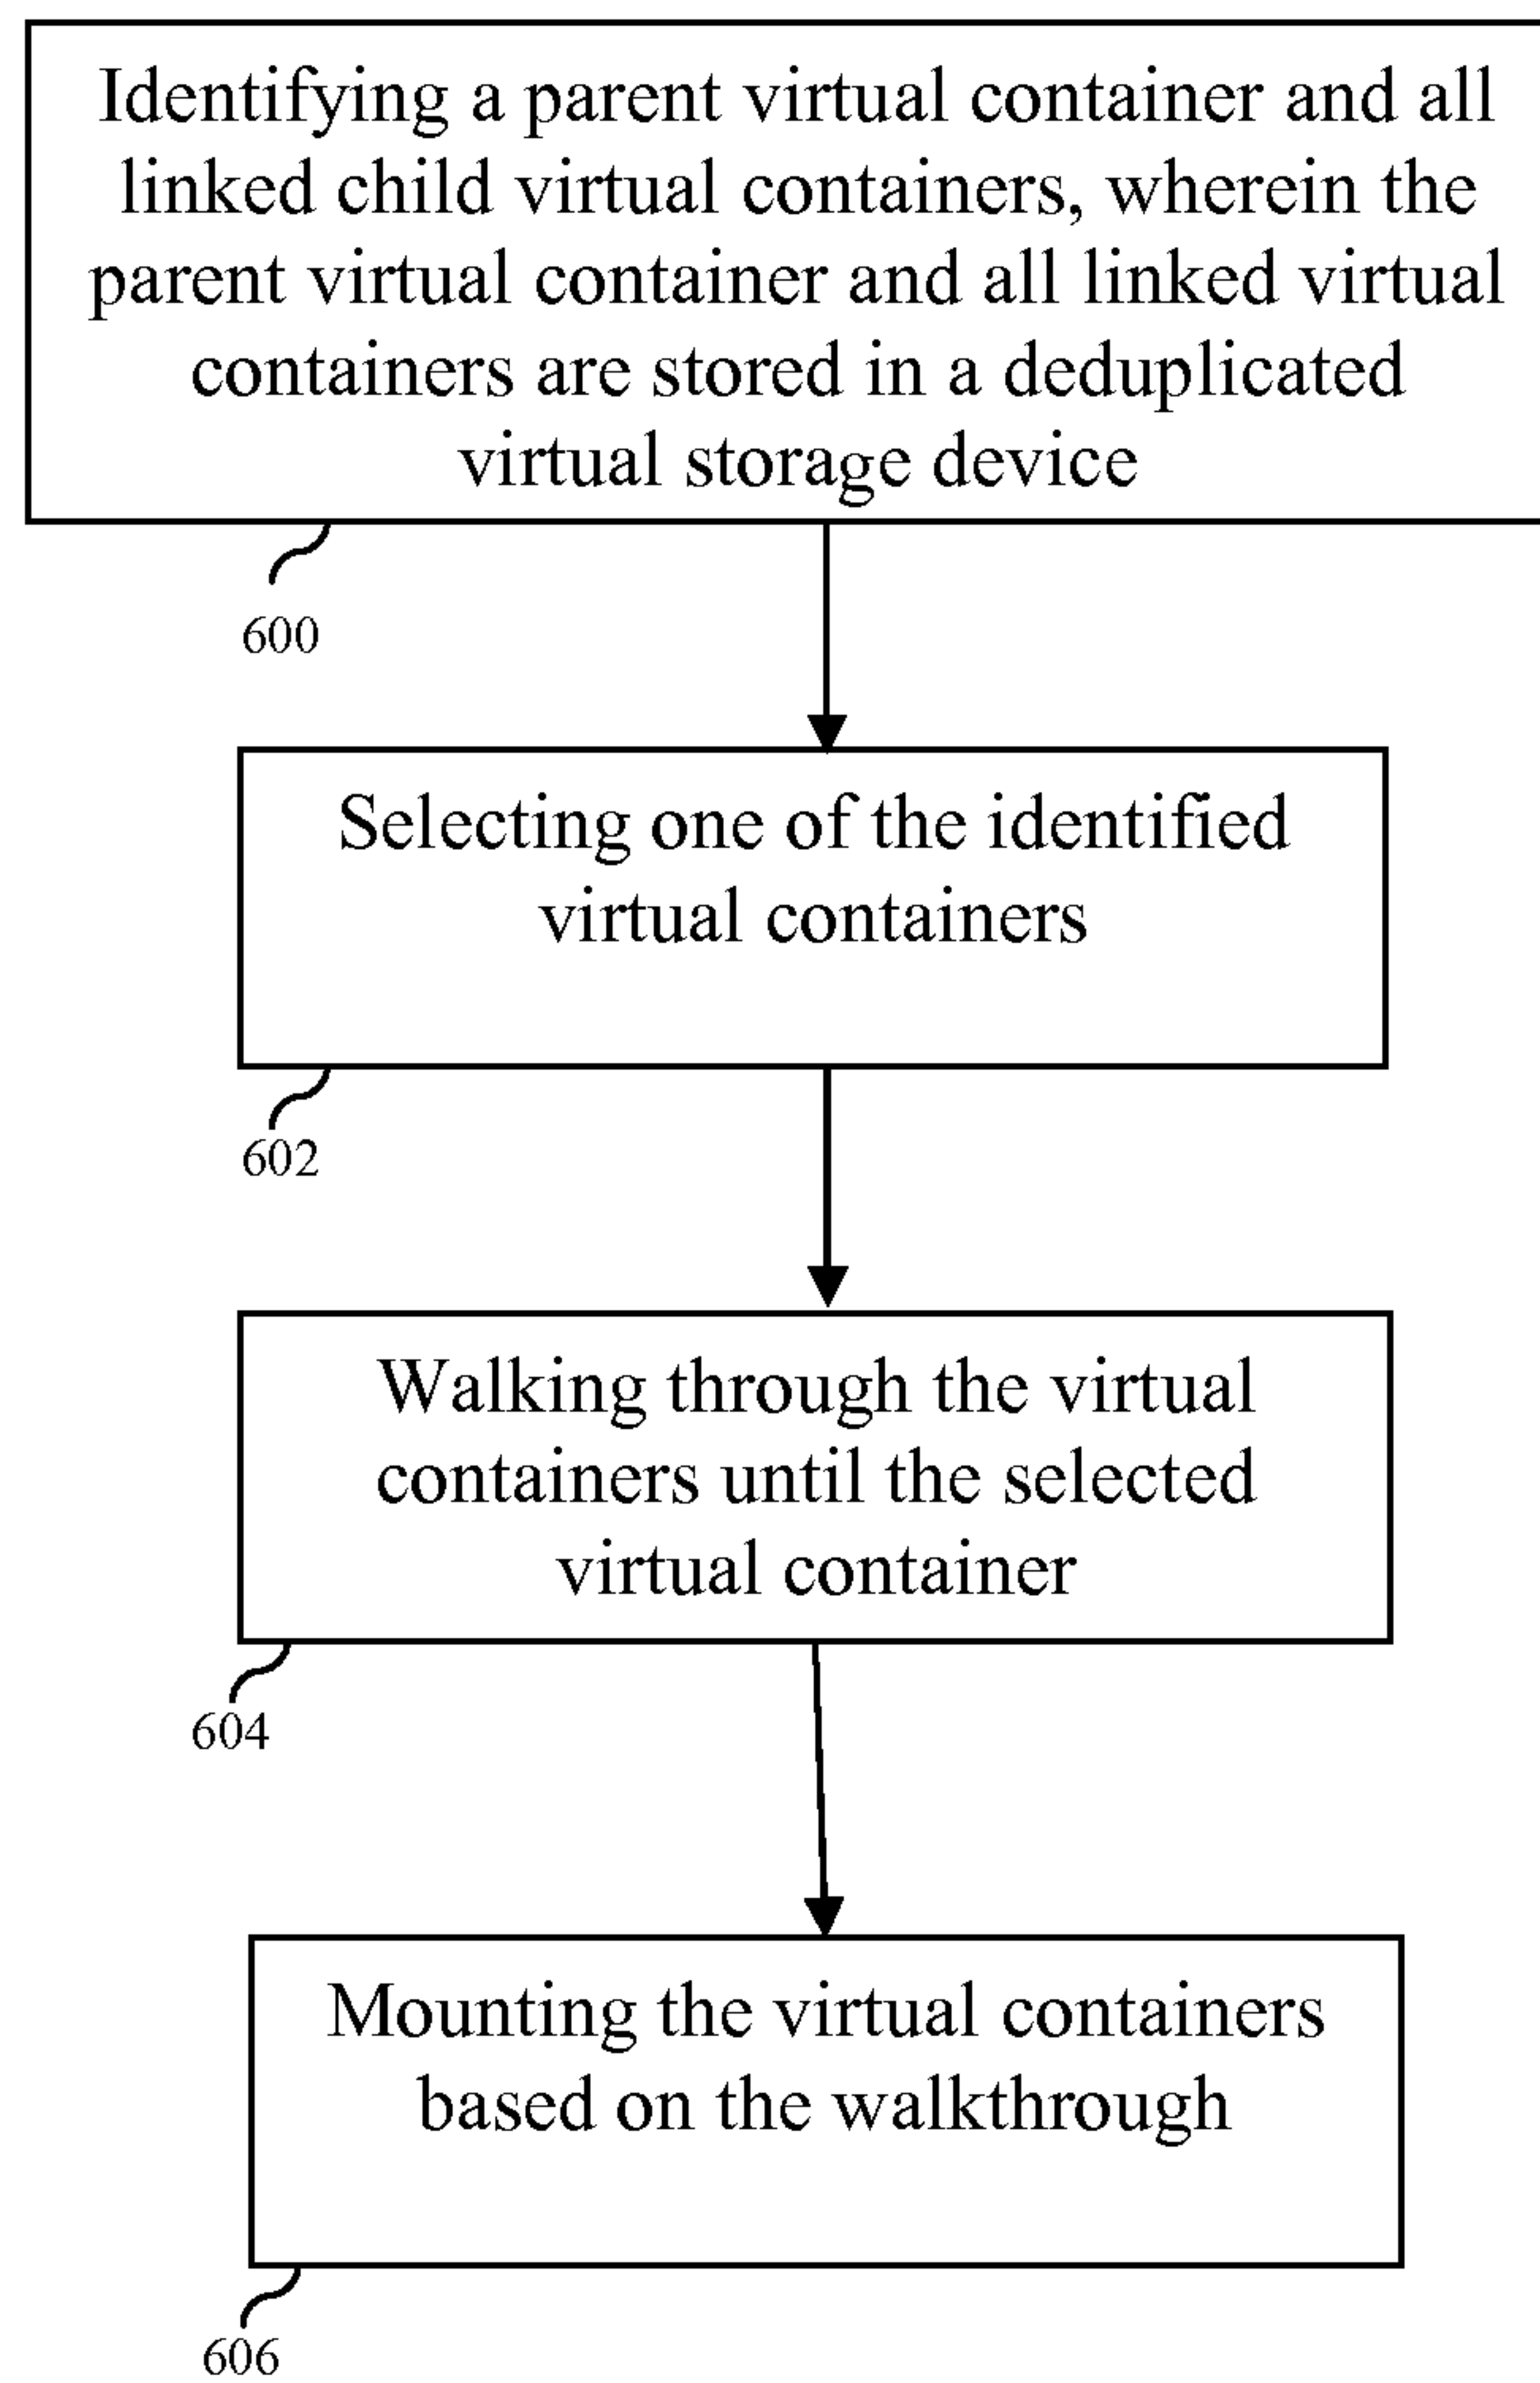 Identifying a parent virtual container and all
linked child virtual containers, wherein the
parent virtual container and all linked virtual
containers are stored in a deduplicated
virtual storage device
600
Selecting one of the identified
virtual containers
602
Walking through the virtual
containers until the selected
virtual container
604
Mounting the virtual containers
based on the walkthrough
606